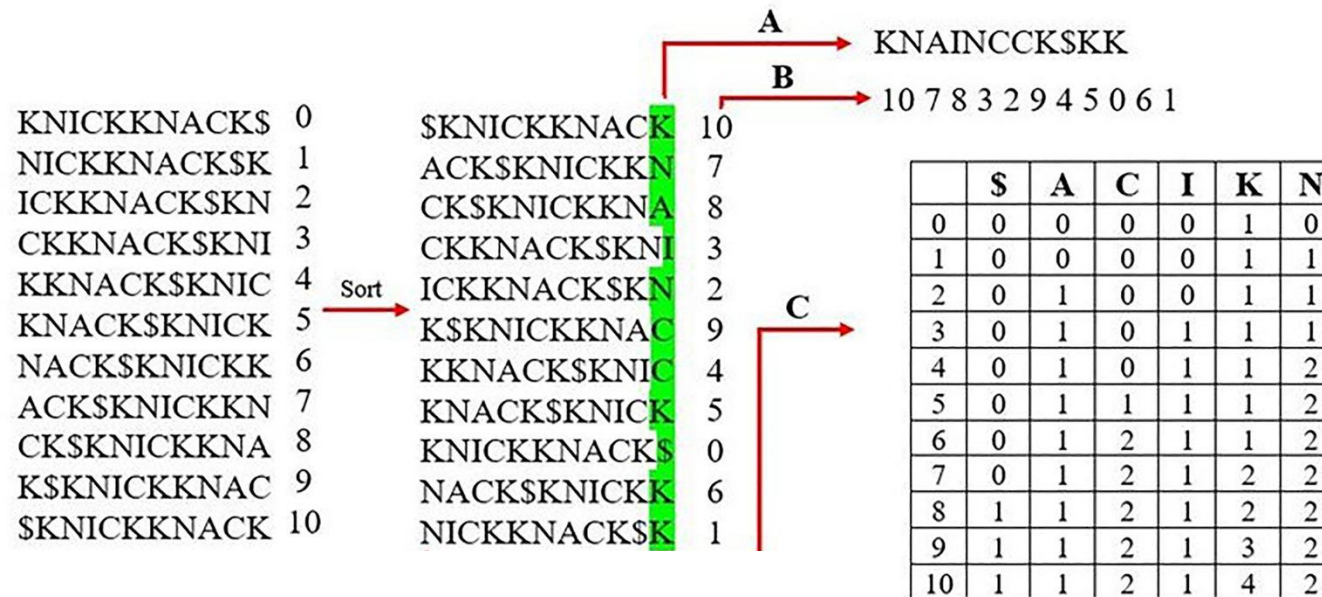 A
KNAINCCK$KK
B
10 7 8 3 2 9 4 5 0 6 1
KNICKKNACK$ 0
NICKKNACK$K 1
ICKKNACK$KN 2
CKKNACK$KNI 3
KKNACK$KNIC 4
KNACK$KNICK 5
NACK$KNICKK 6
ACK$KNICKKN 7
CK$KNICKKNA 8
K$KNICKKNAC 9
$KNICKKNACK 10
Sort
$KNICKKNACK 10
ACK$KNICKKN 7
CK$KNICKKNA 8
CKKNACK$KNI 3
ICKKNACK$KN 2
K$KNICKKNAC 9
KKNACK$KNIC 4
KNACK$KNICK 5
KNICKKNACK$ 0
NACK$KNICKK 6
NICKKNACK$K 1
C
$ A C I K N
0 0 0 0 0 1 0
1 0 0 0 0 1 1
2 0 1 0 0 1 1
3 0 1 0 1 1 1
4 0 1 0 1 1 2
5 0 1 1 1 1 2
6 0 1 2 1 1 2
7 0 1 2 1 2 2
8 1 1 2 1 2 2
9 1 1 2 1 3 2
10 1 1 2 1 4 2